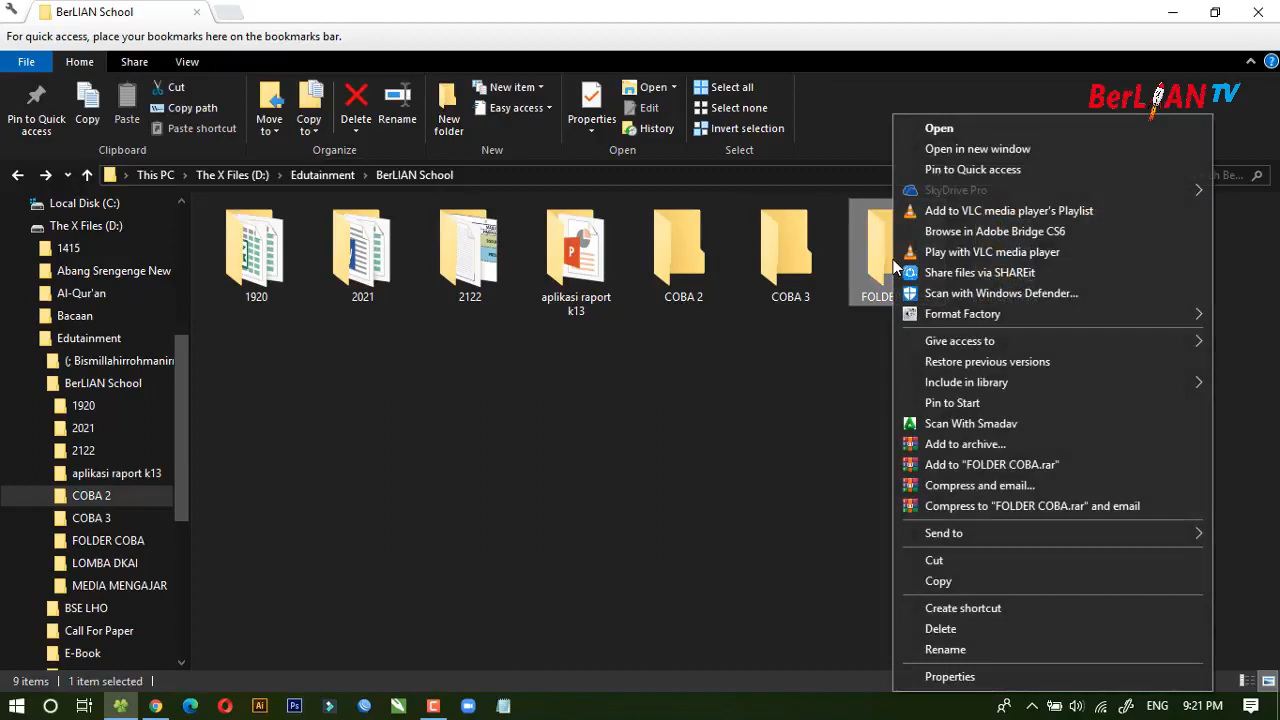 BerLIAN School
For quick access, place your bookmarks here on the bookmarks bar.
File Home Share View
Pin to Quick access
Copy
Paste
Cut
Copy path
Paste shortcut
Clipboard
Move to
Copy to
Delete
Rename
Organize
New folder
New item
Easy access
New
Properties
Open
Edit
History
Open
Select all
Select none
Invert selection
Select
BerLIAN TV
This PC > The X Files (D:) > Edutainment > BerLIAN School
Be...
Local Disk (C:)
The X Files (D:)
1415
Abang Srengenge New
Al-Qur'an
Bacaan
Edutainment
(; Bismillahirrohmanirr
BerLIAN School
1920
2021
2122
aplikasi raport k13
COBA 2
COBA 3
FOLDER COBA
LOMBA DKAI
MEDIA MENGAJAR
BSE LHO
Call For Paper
E-Book
1920
2021
2122
aplikasi raport k13
COBA 2
COBA 3
FOLDE
Open
Open in new window
Pin to Quick access
SkyDrive Pro
Add to VLC media player's Playlist
Browse in Adobe Bridge CS6
Play with VLC media player
Share files via SHAREit
Scan with Windows Defender...
Format Factory
Give access to
Restore previous versions
Include in library
Pin to Start
Scan With Smadav
Add to archive...
Add to "FOLDER COBA.rar"
Compress and email...
Compress to "FOLDER COBA.rar" and email
Send to
Cut
Copy
Create shortcut
Delete
Rename
Properties
9 items 1 item selected
ENG 9:21 PM